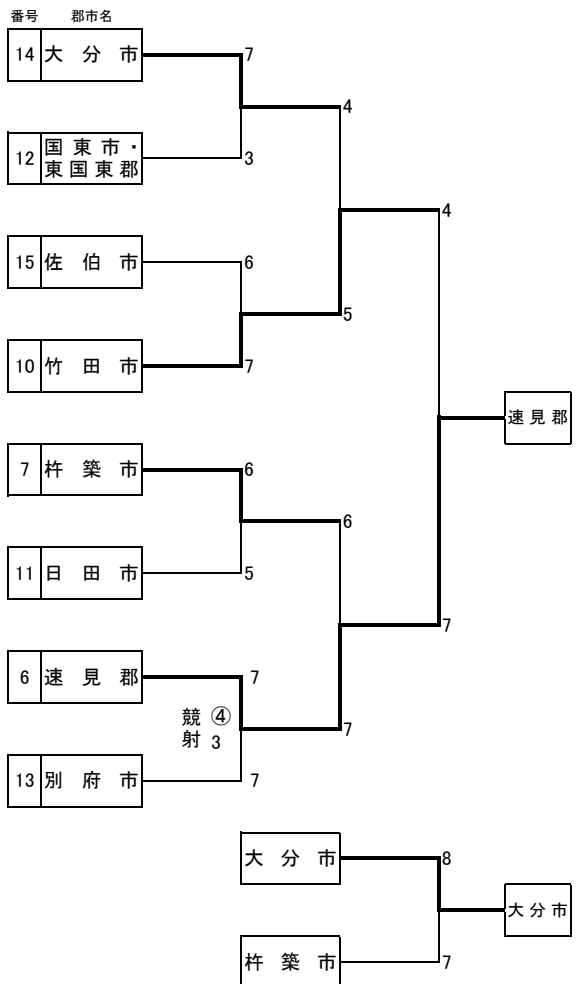 番号 郡市名
14 大分市 7
4
12 国東市・
東国東郡 3
4
15 佐伯市 6
5
10 竹田市 7
速見郡
7 杵築市 6
6
11 日田市 5
7
6 速見郡 7
競 ④
射 3
7
13 別府市 7
大分市 8
大分市
杵築市 7